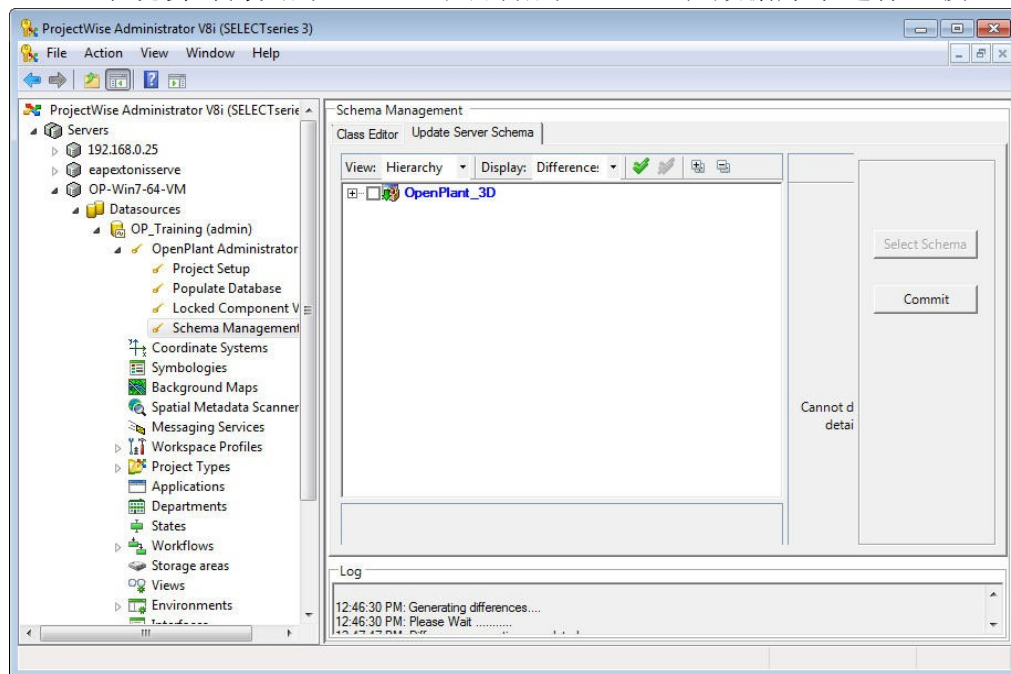 ProjectWise Administrator V8i (SELECTseries 3)
File Action View Window Help
ProjectWise Administrator V8i (SELECTserie
Servers
192.168.0.25
eapextonisserve
OP-Win7-64-VM
Datasources
OP_Training (admin)
OpenPlant Administrator
Project Setup
Populate Database
Locked Component V
Schema Management
Coordinate Systems
Symbologies
Background Maps
Spatial Metadata Scanner
Messaging Services
Workspace Profiles
Project Types
Applications
Departments
States
Workflows
Storage areas
Views
Environments
Schema Management
Class Editor Update Server Schema
View: Hierarchy Display: Difference:
OpenPlant_3D
Cannot d
detai
Select Schema
Commit
Log
12:46:30 PM: Generating differences....
12:46:30 PM: Please Wait ...........